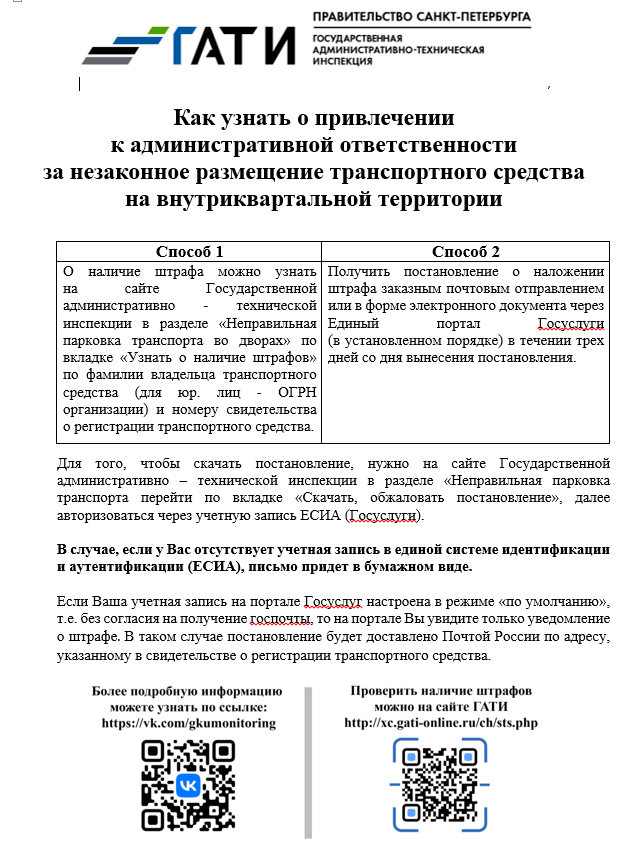 ГАТИ
ПРАВИТЕЛЬСТВО САНКТ-ПЕТЕРБУРГА
ГОСУДАРСТВЕННАЯ
АДМИНИСТРАТИВНО-ТЕХНИЧЕСКАЯ
ИНСПЕКЦИЯ
Как узнать о привлечении
к административной ответственности
за незаконное размещение транспортного средства
на внутриквартальной территории
Способ 1
О наличие штрафа можно узнать
на сайте Государственной
административно - технической
инспекции в разделе «Неправильная
парковка транспорта во дворах» по
вкладке «Узнать о наличие штрафов»
по фамилии владельца транспортного
средства (для юр. лиц - ОГРН
организации) и номеру свидетельства
о регистрации транспортного средства.
Способ 2
Получить постановление о наложении
штрафа заказным почтовым отправлением
или в форме электронного документа через
Единый портал Госуслуги
(в установленном порядке) в течении трех
дней со дня вынесения постановления.
Для того, чтобы скачать постановление, нужно на сайте Государственной
административно – технической инспекции в разделе «Неправильная парковка
транспорта перейти по вкладке «Скачать, обжаловать постановление», далее
авторизоваться через учетную запись ЕСИА (Госуслуги).
В случае, если у Вас отсутствует учетная запись в единой системе идентификации
и аутентификации (ЕСИА), письмо придет в бумажном виде.
Если Ваша учетная запись на портале Госуслуг настроена в режиме «по умолчанию»,
т.е. без согласия на получение госпочты, то на портале Вы увидите только уведомление
о штрафе. В таком случае постановление будет доставлено Почтой России по адресу,
указанному в свидетельстве о регистрации транспортного средства.
Более подробную информацию
можете узнать по ссылке:
https://vk.com/gkumonitoring
Проверить наличие штрафов
можно на сайте ГАТИ
http://xc.gati-online.ru/ch/sts.php